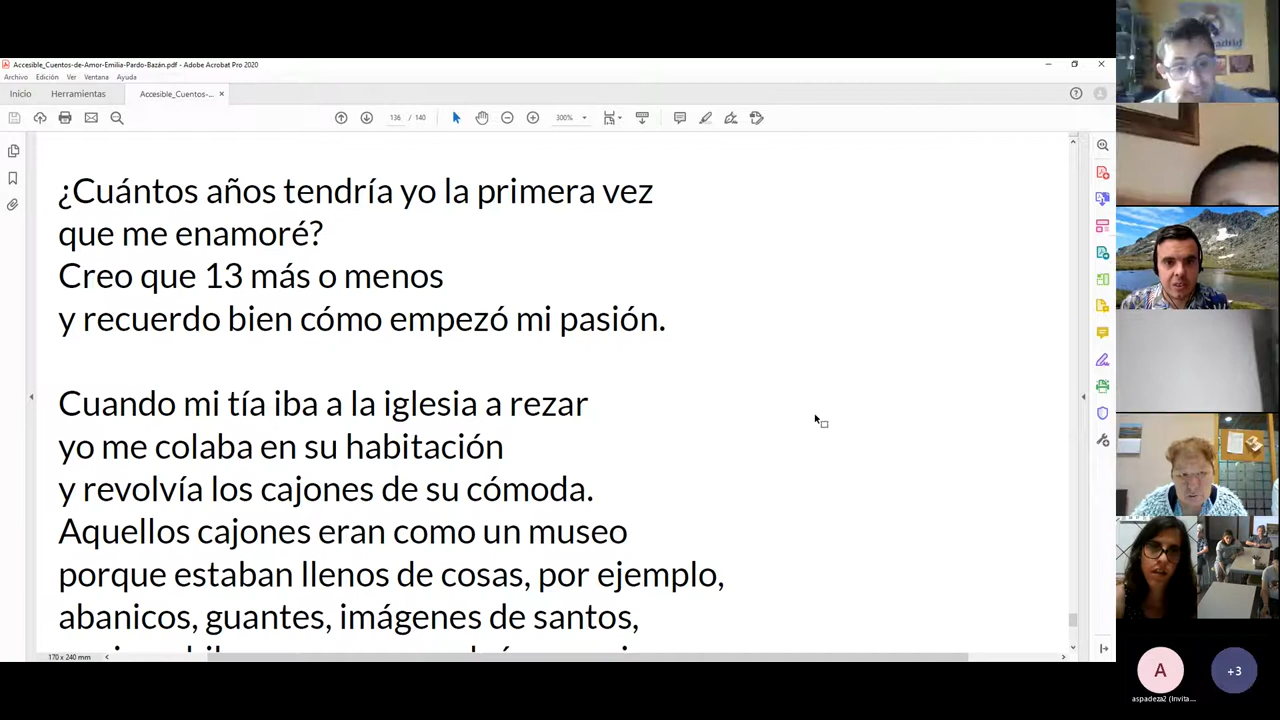 Accesible_Cuentos-de-Amor-Emilia-Pardo-Bazán.pdf - Adobe Acrobat Pro 2020
Archivo Edición Ver Ventana Ayuda
Inicio Herramientas Accesible_Cuentos-...
136 / 140 300%
¿Cuántos años tendría yo la primera vez
que me enamoré?
Creo que 13 más o menos
y recuerdo bien cómo empezó mi pasión.
Cuando mi tía iba a la iglesia a rezar
yo me colaba en su habitación
y revolvía los cajones de su cómoda.
Aquellos cajones eran como un museo
porque estaban llenos de cosas, por ejemplo,
abanicos, guantes, imágenes de santos,
170 x 240 mm
A
+3
aspadeza2 (Invita...